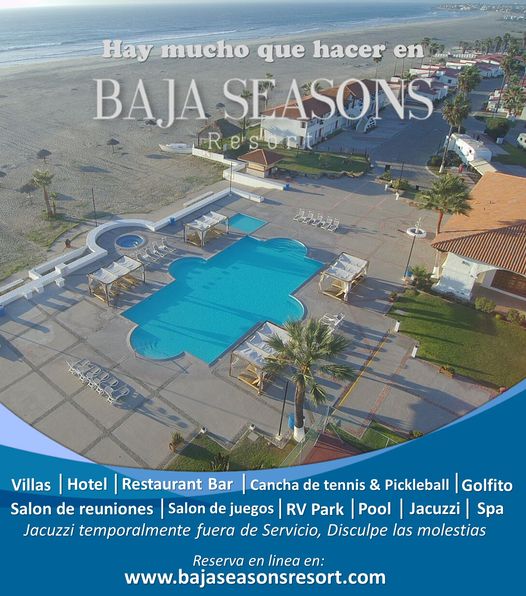 Hay mucho que hacer en
BAJA SEASONS
Resort
Villas | Hotel | Restaurant Bar | Cancha de tennis & Pickleball | Golfito
Salon de reuniones | Salon de juegos | RV Park | Pool | Jacuzzi | Spa
Jacuzzi temporalmente fuera de Servicio, Disculpe las molestias
Reserva en linea en:
www.bajaseasonsresort.com